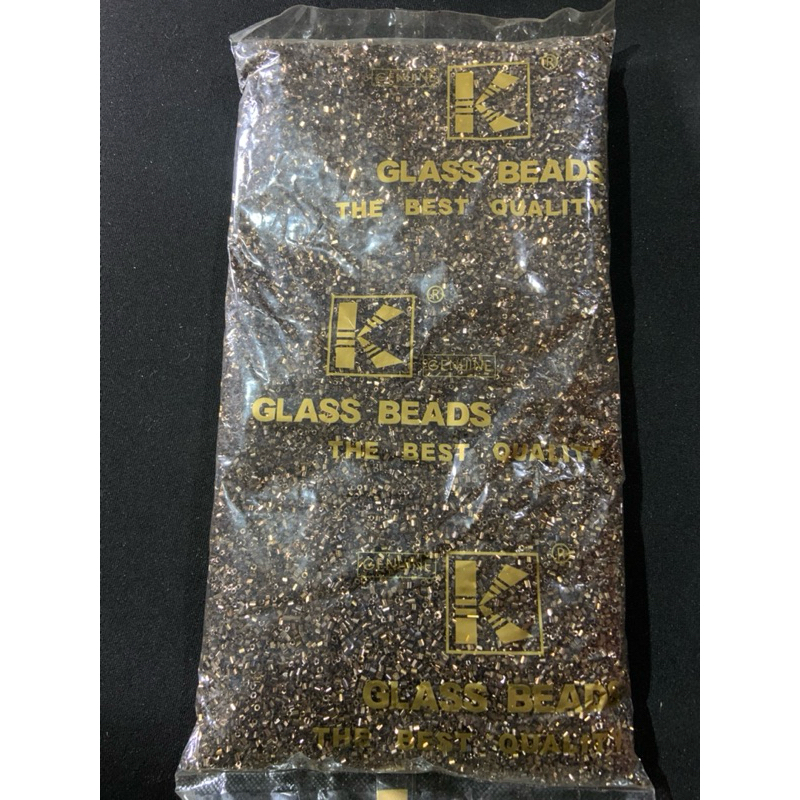 GENUINE K ®
GLASS BEADS
THE BEST QUALITY
K ®
GENUINE
GLASS BEADS
THE BEST QUALITY
GENUINE K ®
GLASS BEADS
THE BEST QUALITY